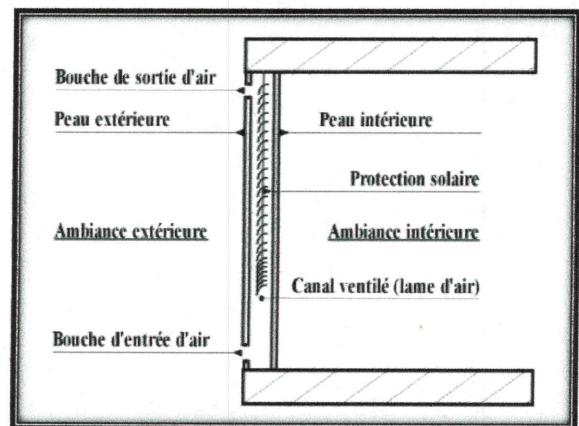 Bouche de sortie d'air
Peau extérieure
Peau intérieure
Protection solaire
Ambiance extérieure
Ambiance intérieure
Canal ventilé (lame d'air)
Bouche d'entrée d'air